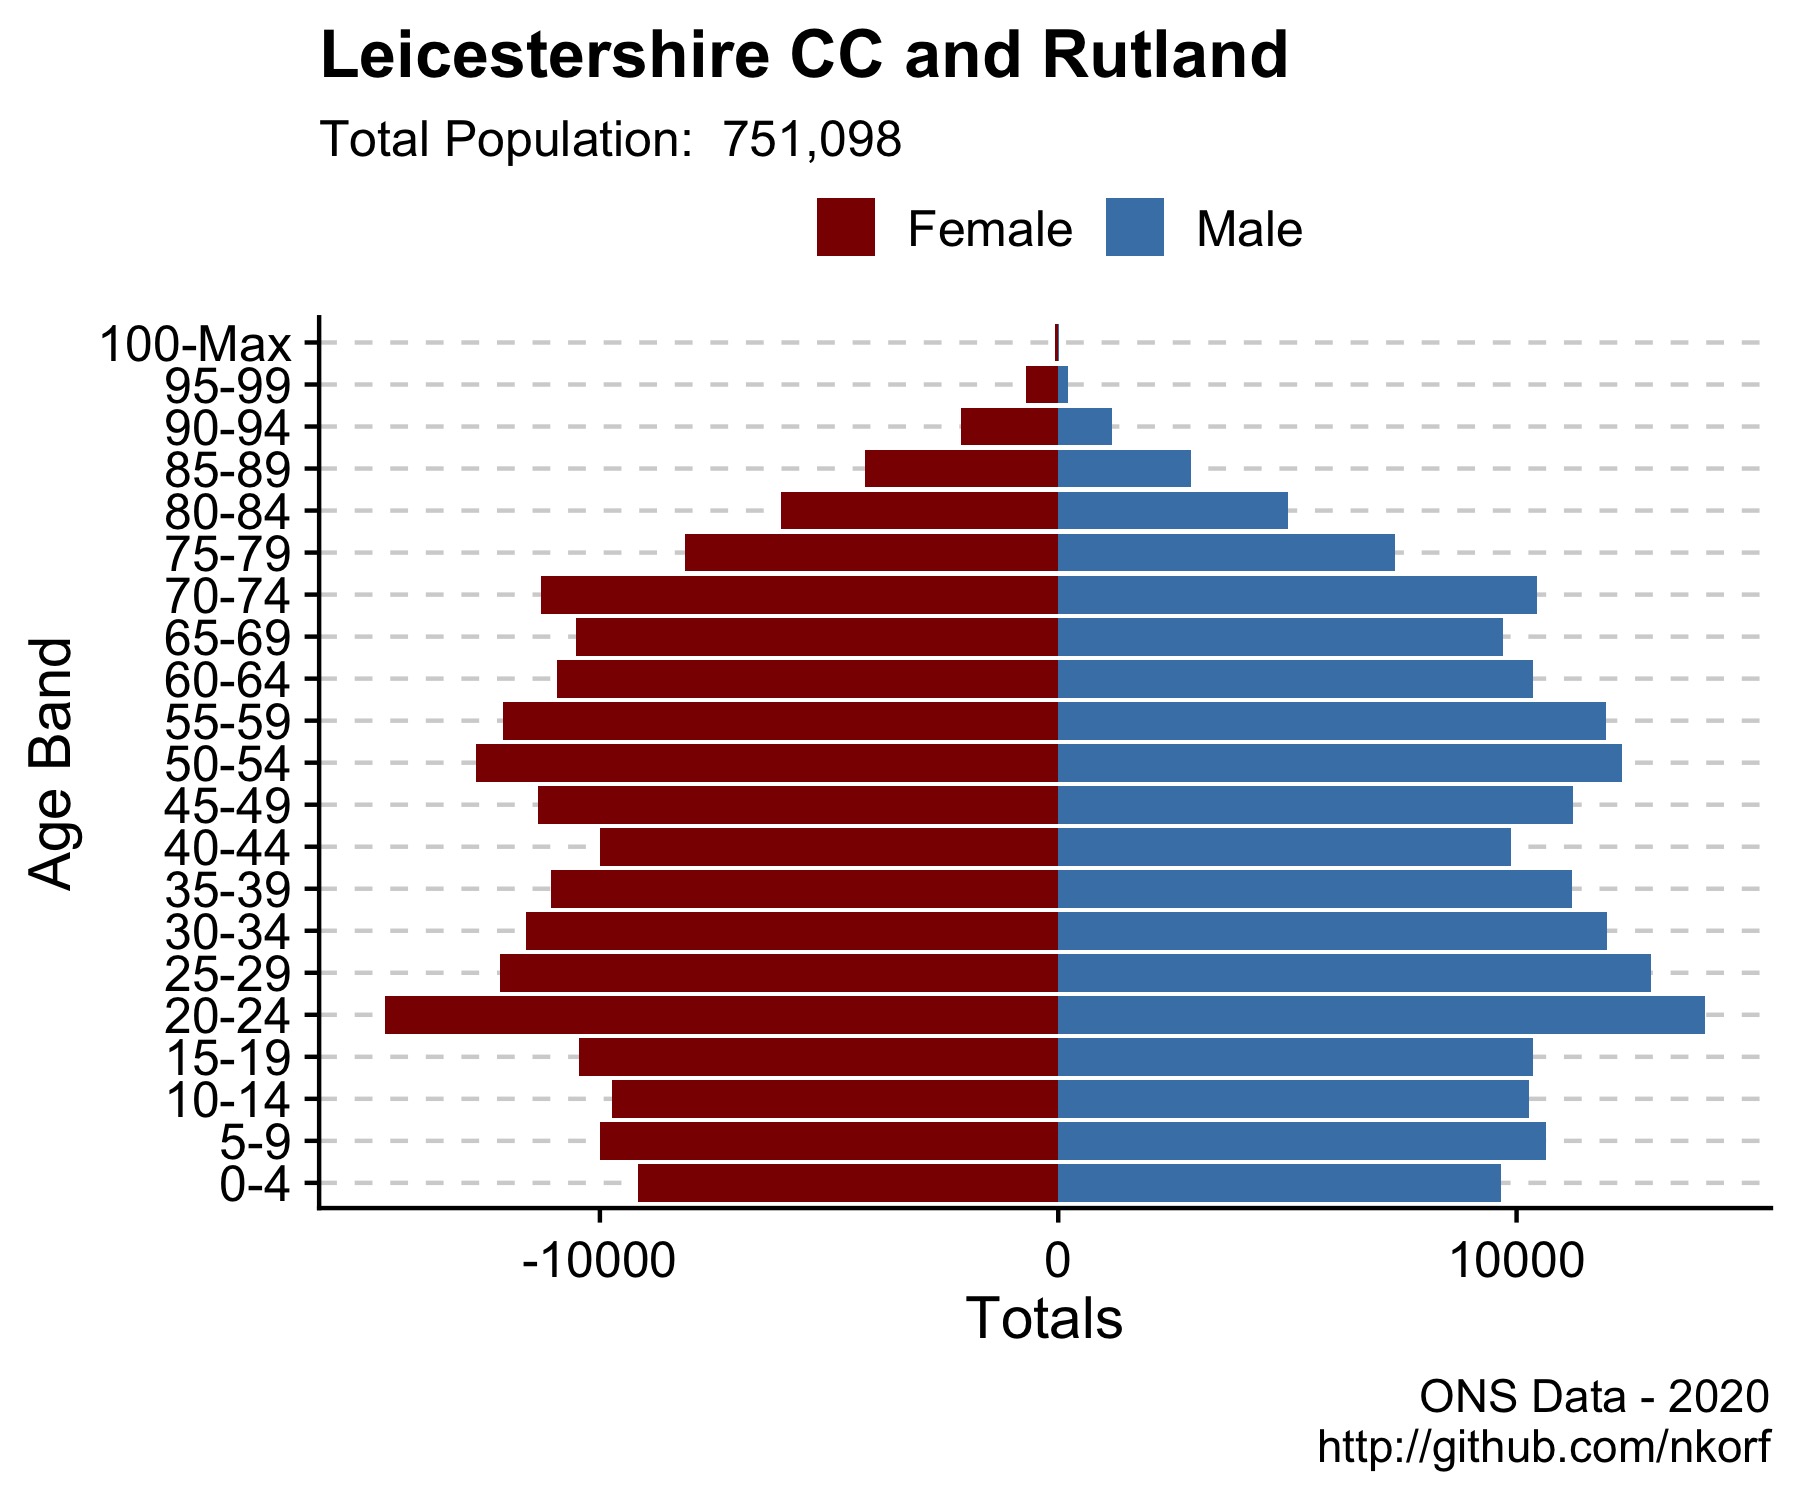 Leicestershire CC and Rutland
Total Population:  751,098
Female
Male
100-Max
95-99
90-94
85-89
80-84
75-79
70-74
65-69
60-64
55-59
50-54
45-49
40-44
35-39
30-34
25-29
20-24
15-19
10-14
5-9
0-4
Age Band
-10000
0
10000
Totals
ONS Data - 2020
http://github.com/nkorf